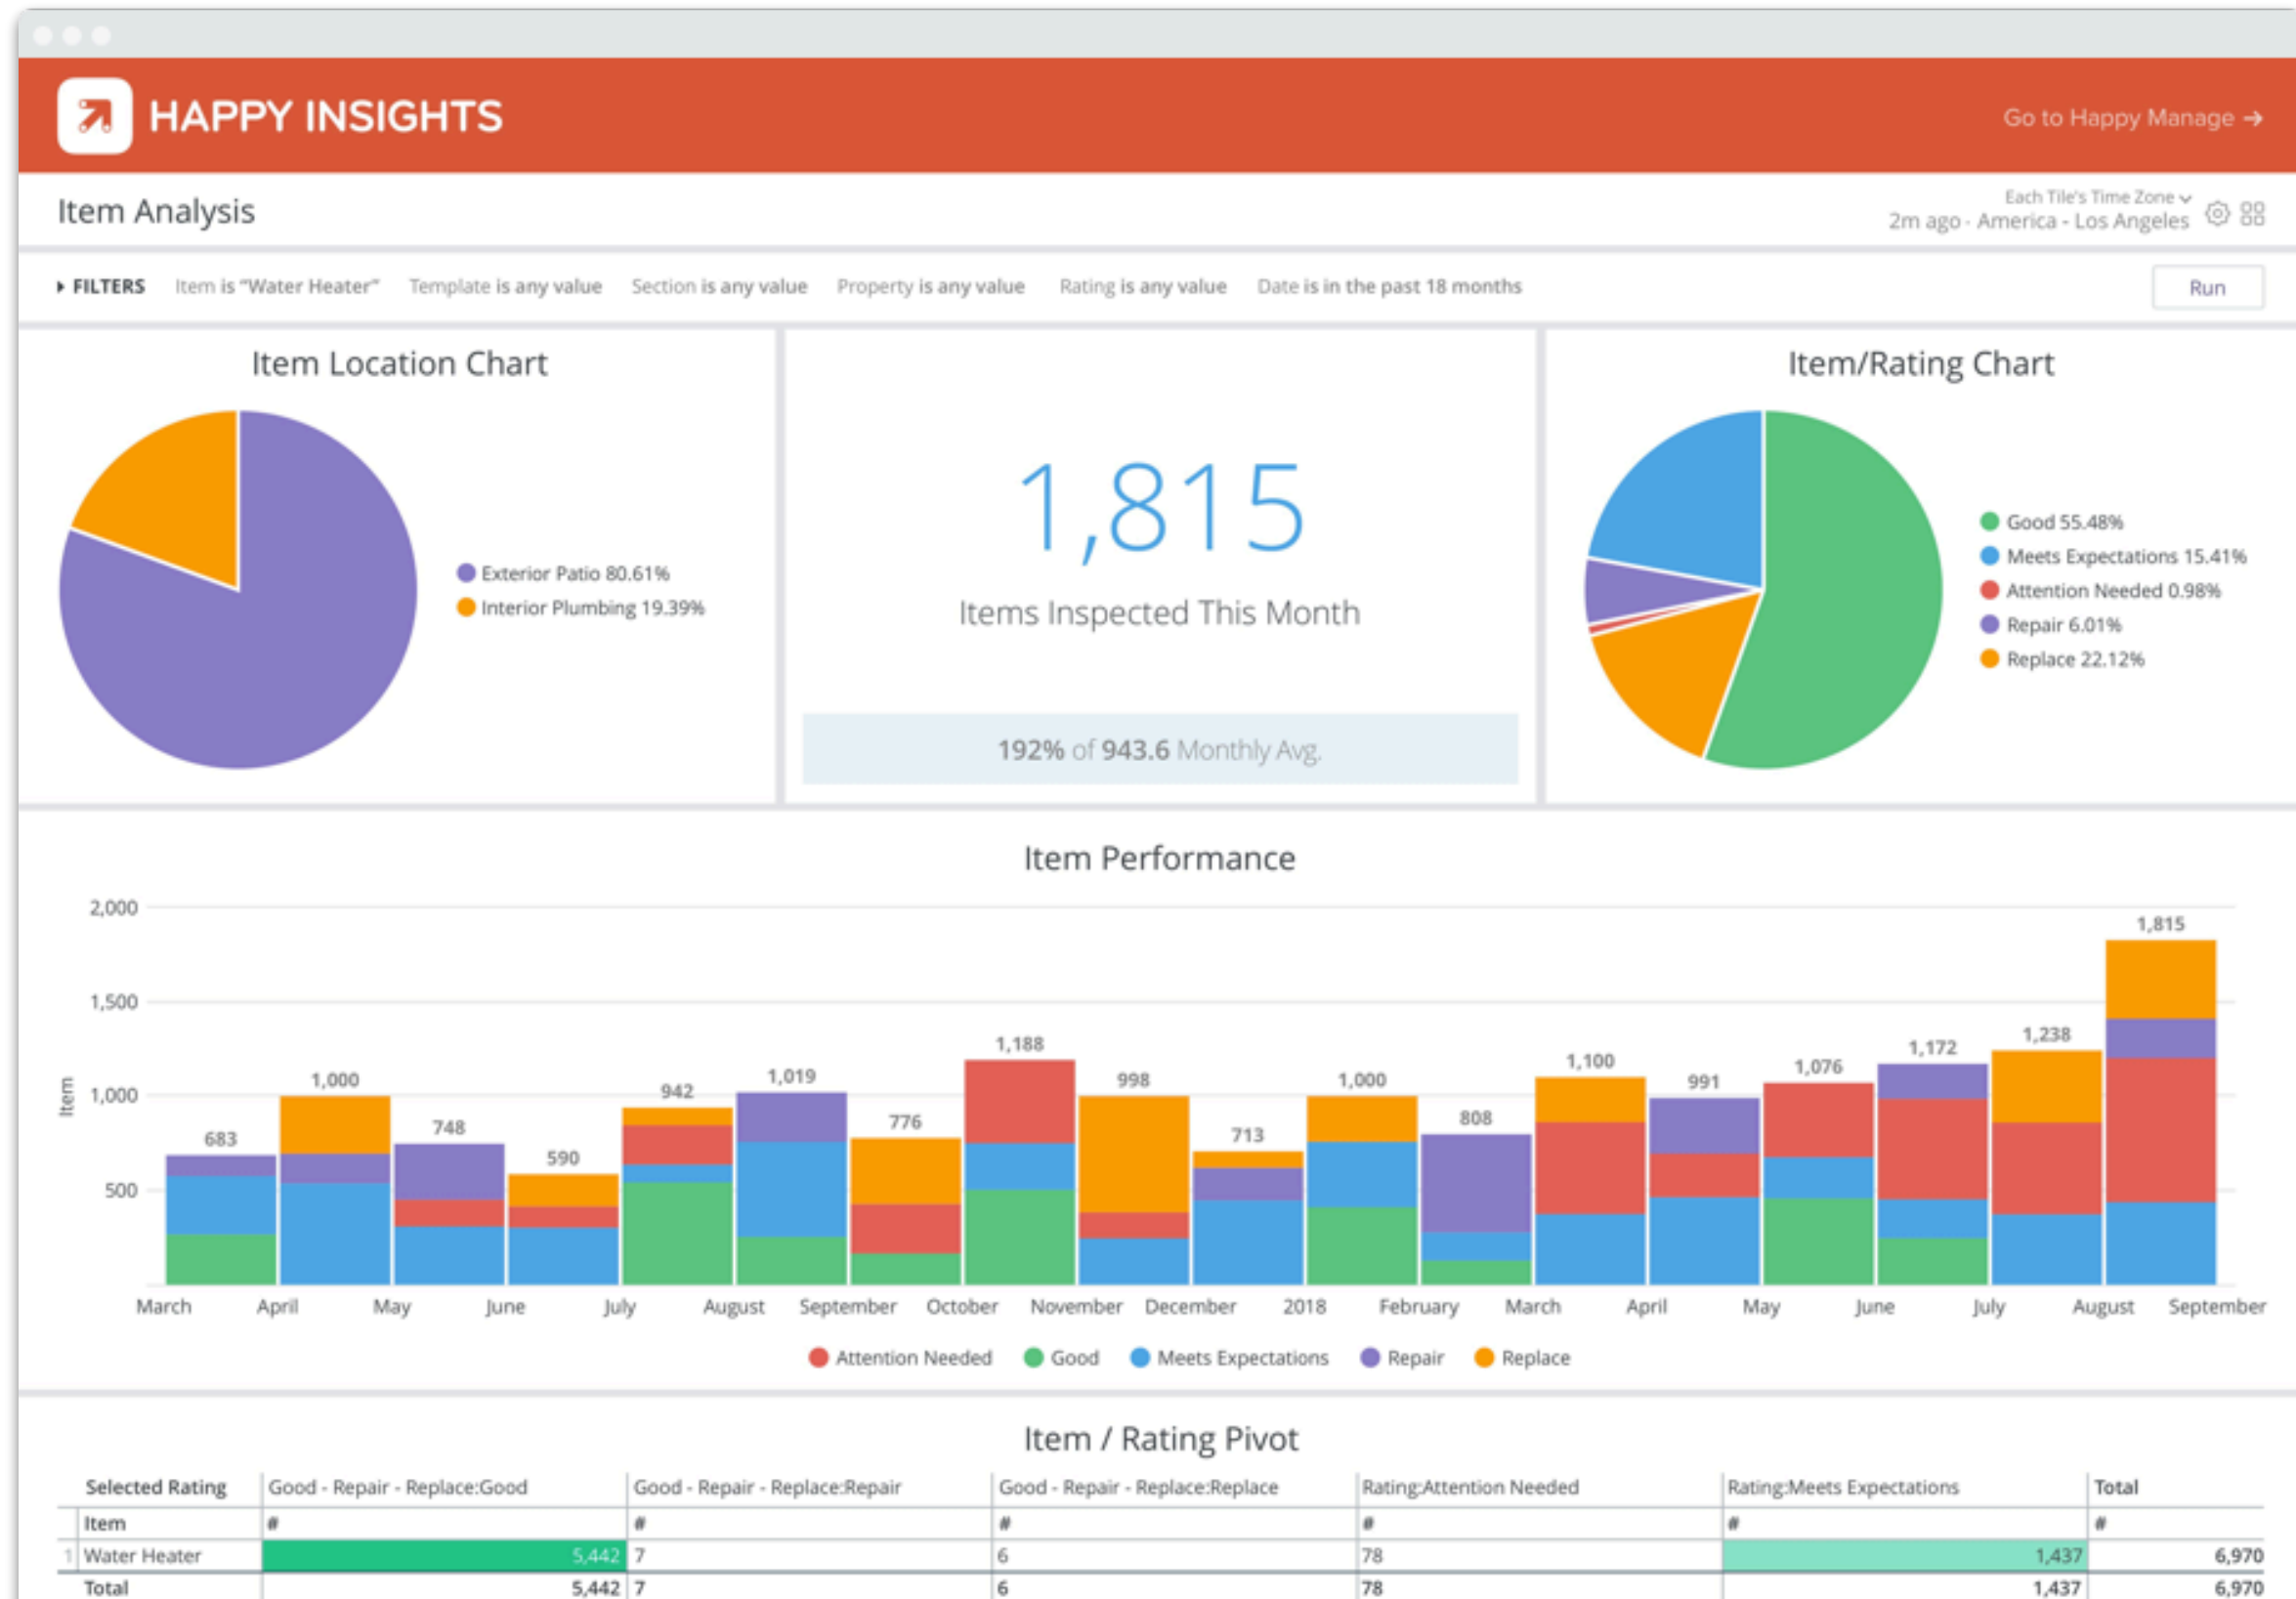 HAPPY INSIGHTS
Go to Happy Manage →
Item Analysis
Each Tile's Time Zone
2m ago - America - Los Angeles
FILTERS Item is "Water Heater" Template is any value Section is any value Property is any value Rating is any value Date is in the past 18 months
Run
Item Location Chart
Exterior Patio 80.61%
Interior Plumbing 19.39%
1,815
Items Inspected This Month
192% of 943.6 Monthly Avg.
Item/Rating Chart
Good 55.48%
Meets Expectations 15.41%
Attention Needed 0.98%
Repair 6.01%
Replace 22.12%
Item Performance
2,000
1,500
1,000
500
Item
683 1,000 748 590 942 1,019 776 1,188 998 713 1,000 808 1,100 991 1,076 1,172 1,238 1,815
March April May June July August September October November December 2018 February March April May June July August September
Attention Needed Good Meets Expectations Repair Replace
Item / Rating Pivot
Selected Rating Good - Repair - Replace:Good Good - Repair - Replace:Repair Good - Repair - Replace:Replace Rating:Attention Needed Rating:Meets Expectations Total
Item # # # # # #
1 Water Heater 5,442 7 6 78 1,437 6,970
Total 5,442 7 6 78 1,437 6,970